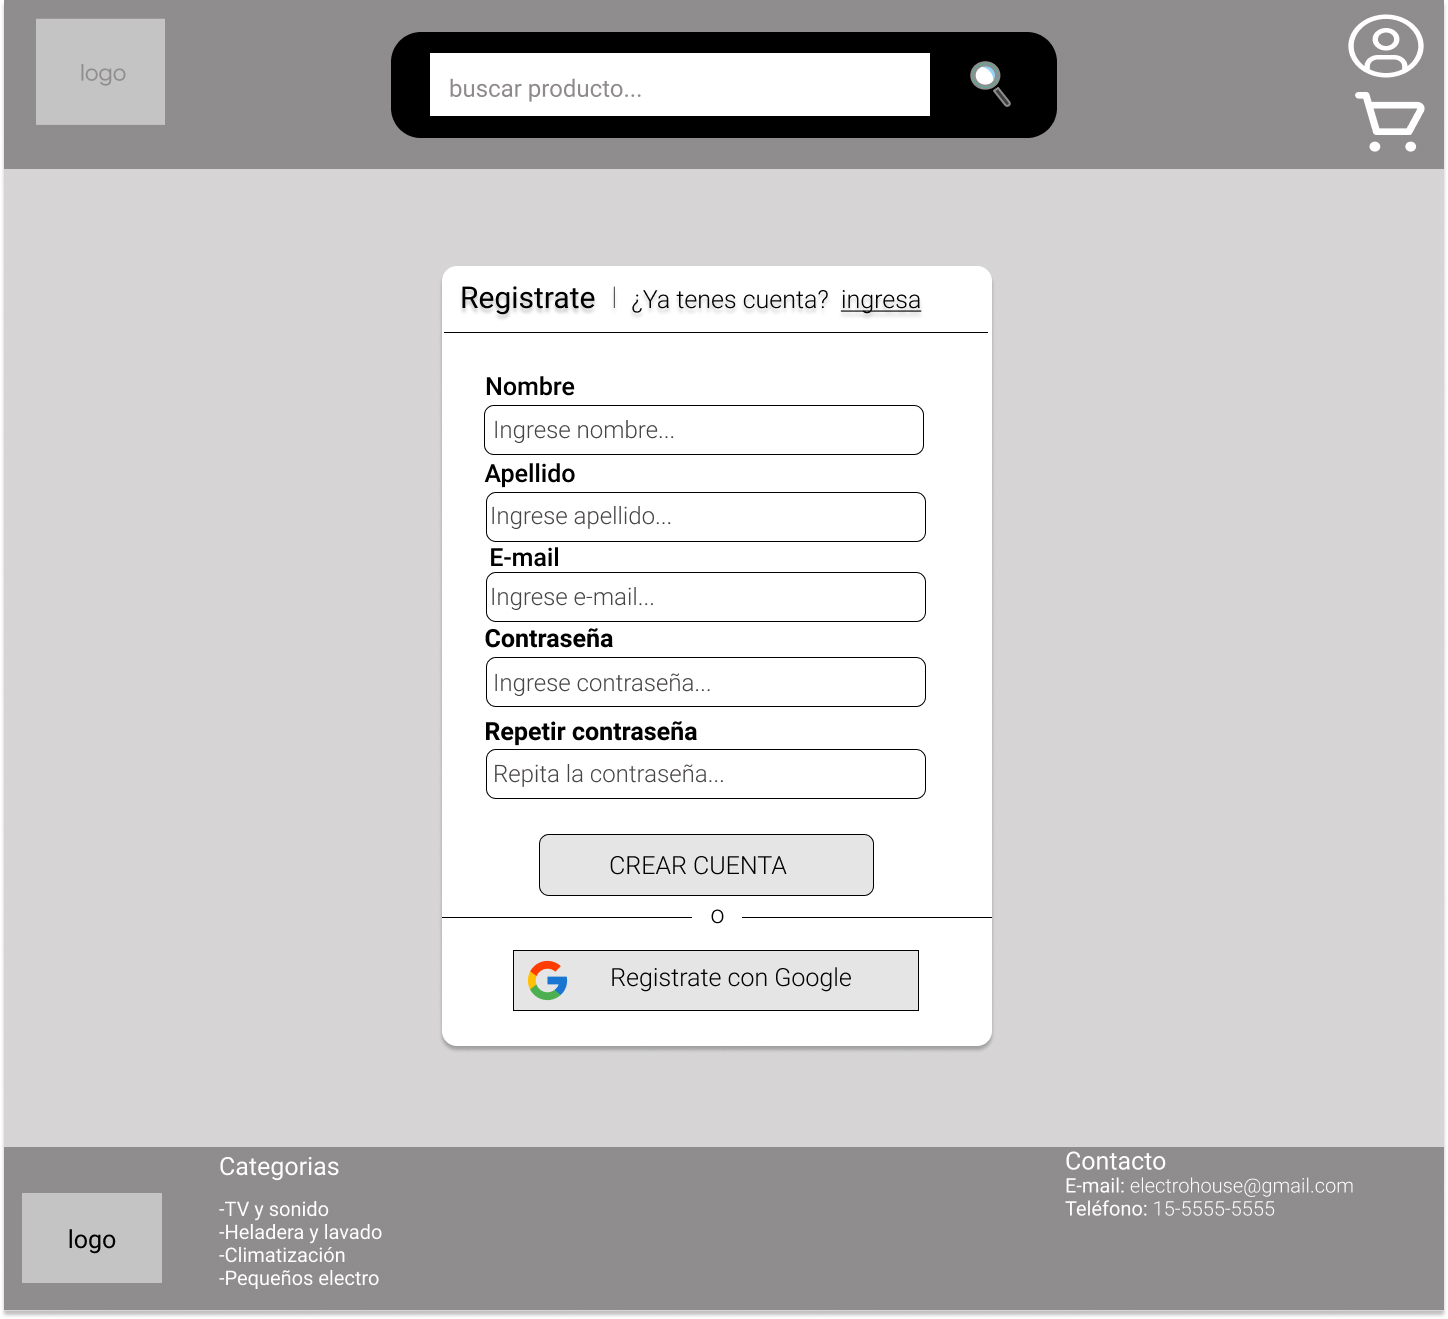 logo
buscar producto...
Registrate | ¿Ya tenes cuenta? ingresa
Nombre
Ingrese nombre...
Apellido
Ingrese apellido...
E-mail
Ingrese e-mail...
Contraseña
Ingrese contraseña...
Repetir contraseña
Repita la contraseña...
CREAR CUENTA
O
Registrate con Google
logo
Categorias
-TV y sonido
-Heladera y lavado
-Climatización
-Pequeños electro
Contacto
E-mail: electrohouse@gmail.com
Teléfono: 15-5555-5555